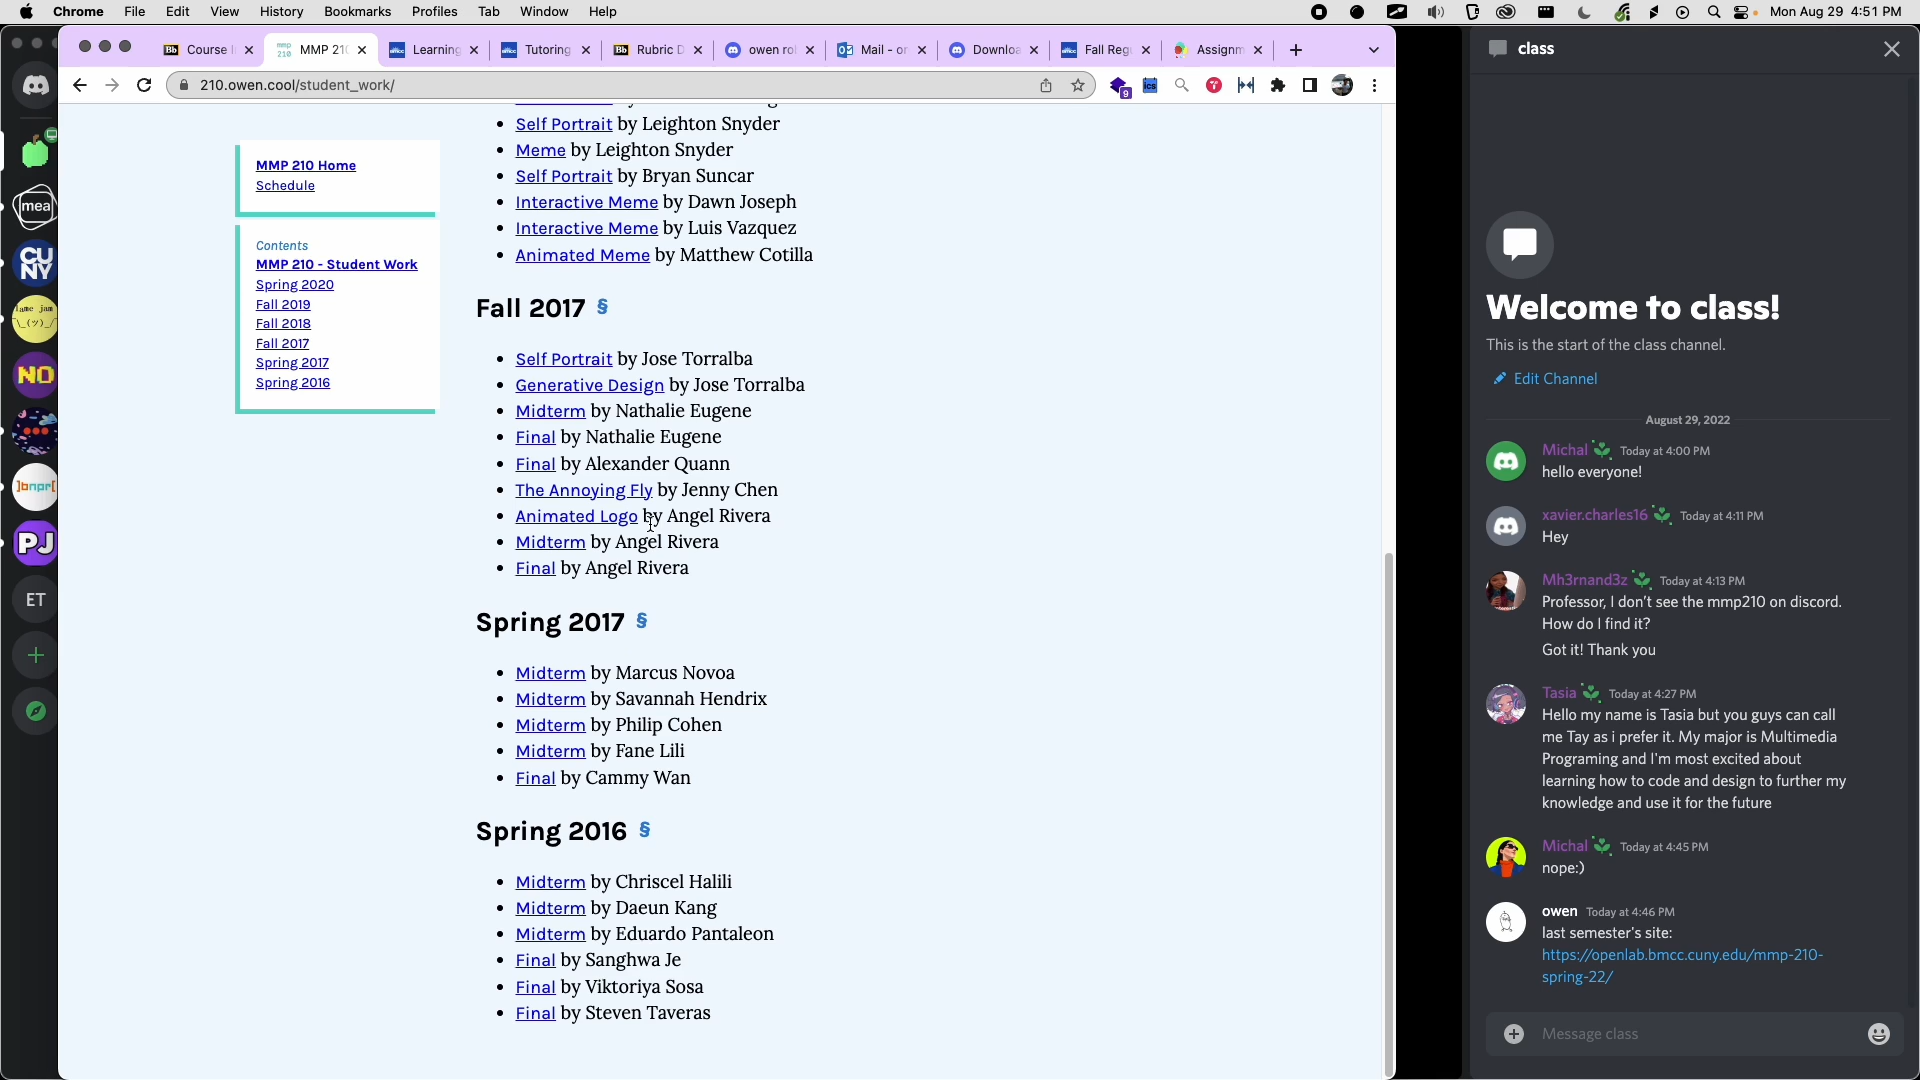 Chrome File Edit View History Bookmarks Profiles Tab Window Help
Mon Aug 29 4:51 PM
Bb Course
MMP 21
Learning
Tutoring
Rubric D
owen ro
Mail - or
Downloa
Fall Reg
Assignm
210.owen.cool/student_work/
9
ics
mea
CU
NY
lame jam
¯\_(ツ)_/¯
NO
]bnpr[
PJ
ET
MMP 210 Home
Schedule
Contents
MMP 210 - Student Work
Spring 2020
Fall 2019
Fall 2018
Fall 2017
Spring 2017
Spring 2016
Self Portrait by Leighton Snyder
Meme by Leighton Snyder
Self Portrait by Bryan Suncar
Interactive Meme by Dawn Joseph
Interactive Meme by Luis Vazquez
Animated Meme by Matthew Cotilla
Fall 2017 §
Self Portrait by Jose Torralba
Generative Design by Jose Torralba
Midterm by Nathalie Eugene
Final by Nathalie Eugene
Final by Alexander Quann
The Annoying Fly by Jenny Chen
Animated Logo by Angel Rivera
Midterm by Angel Rivera
Final by Angel Rivera
Spring 2017 §
Midterm by Marcus Novoa
Midterm by Savannah Hendrix
Midterm by Philip Cohen
Midterm by Fane Lili
Final by Cammy Wan
Spring 2016 §
Midterm by Chriscel Halili
Midterm by Daeun Kang
Midterm by Eduardo Pantaleon
Final by Sanghwa Je
Final by Viktoriya Sosa
Final by Steven Taveras
class
Welcome to class!
This is the start of the class channel.
Edit Channel
August 29, 2022
Michal Today at 4:00 PM
hello everyone!
xavier.charles16 Today at 4:11 PM
Hey
Mh3rnand3z Today at 4:13 PM
Professor, I don't see the mmp210 on discord.
How do I find it?
Got it! Thank you
Tasia Today at 4:27 PM
Hello my name is Tasia but you guys can call
me Tay as i prefer it. My major is Multimedia
Programing and I'm most excited about
learning how to code and design to further my
knowledge and use it for the future
Michal Today at 4:45 PM
nope:)
owen Today at 4:46 PM
last semester's site:
https://openlab.bmcc.cuny.edu/mmp-210-
spring-22/
Message class